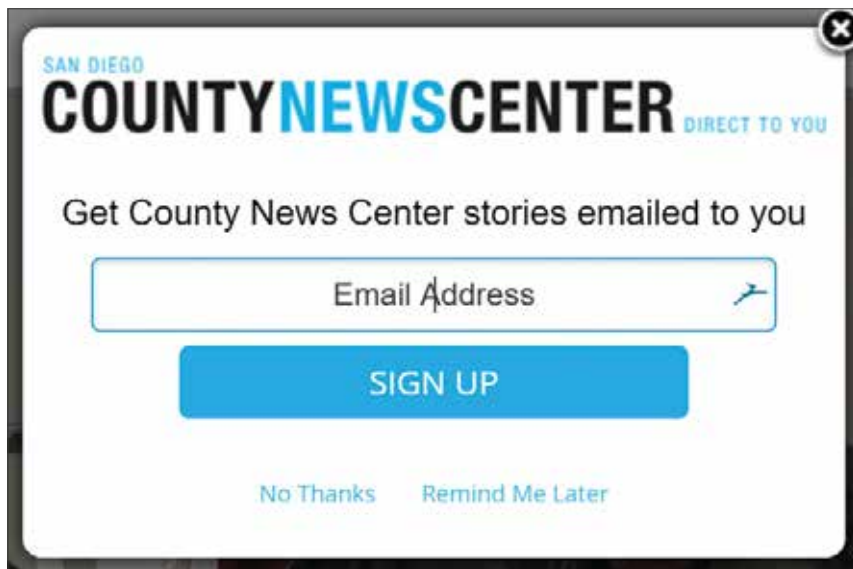 SAN DIEGO
COUNTYNEWSCENTER DIRECT TO YOU
Get County News Center stories emailed to you
Email Address
SIGN UP
No Thanks Remind Me Later